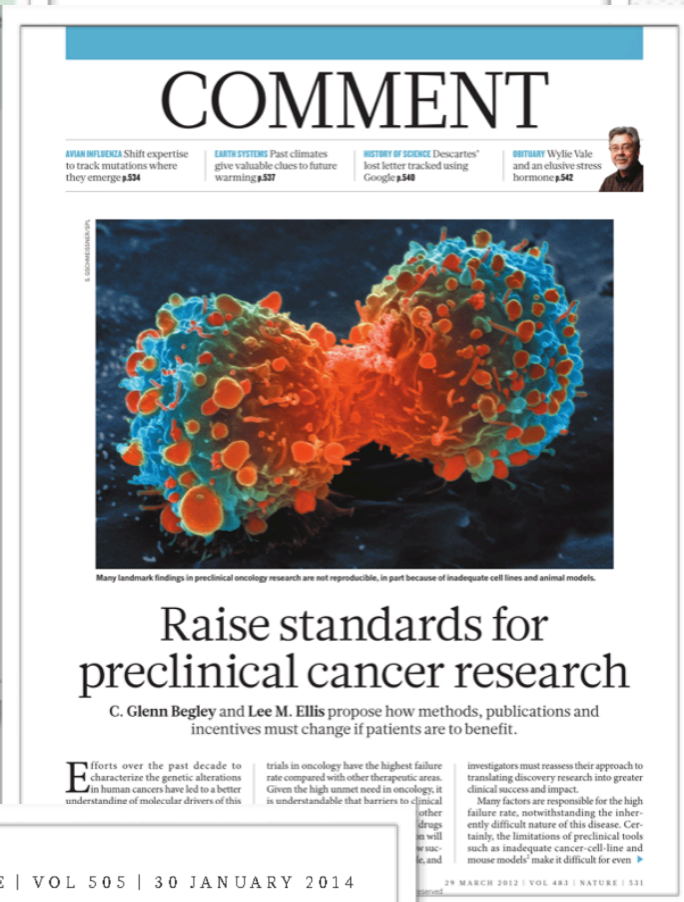 COMMENT
AVIAN INFLUENZA Shift expertise
to track mutations where
they emerge p.534
EARTH SYSTEMS Past climates
give valuable clues to future
warming p.537
HISTORY OF SCIENCE Descartes'
lost letter tracked using
Google p.540
OBITUARY Wylie Vale
and an elusive stress
hormone p.542
S. GSCHMEISSNER/SPL
Many landmark findings in preclinical oncology research are not reproducible, in part because of inadequate cell lines and animal models.
Raise standards for
preclinical cancer research
C. Glenn Begley and Lee M. Ellis propose how methods, publications and
incentives must change if patients are to benefit.
Efforts over the past decade to
characterize the genetic alterations
in human cancers have led to a better
understanding of molecular drivers of this
trials in oncology have the highest failure
rate compared with other therapeutic areas.
Given the high unmet need in oncology, it
is understandable that barriers to clinical
other
drugs
will
and
investigators must reassess their approach to
translating discovery research into greater
clinical success and impact.
Many factors are responsible for the high
failure rate, notwithstanding the inher-
ently difficult nature of this disease. Cer-
tainly, the limitations of preclinical tools
such as inadequate cancer-cell-line and
mouse models² make it difficult for even
29 MARCH 2012 | VOL 483 | NATURE | 531
| VOL 505 | 30 JANUARY 2014